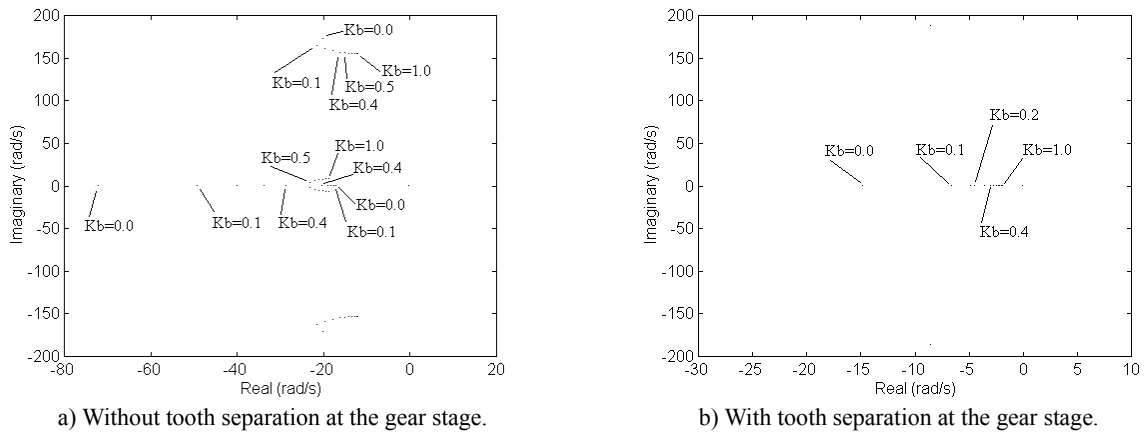 200
150
100
50
0
-50
-100
-150
-200
-80
-60
-40
-20
0
20
Imaginary (rad/s)
Real (rad/s)
Kb=0.0
Kb=0.1
Kb=1.0
Kb=0.5
Kb=0.4
Kb=0.5
Kb=1.0
Kb=0.4
Kb=0.0
Kb=0.1
Kb=0.4
Kb=0.1
Kb=0.0
a) Without tooth separation at the gear stage.
200
150
100
50
0
-50
-100
-150
-200
-30
-25
-20
-15
-10
-5
0
5
10
Imaginary (rad/s)
Real (rad/s)
Kb=0.2
Kb=0.0
Kb=0.1
Kb=1.0
Kb=0.4
b) With tooth separation at the gear stage.